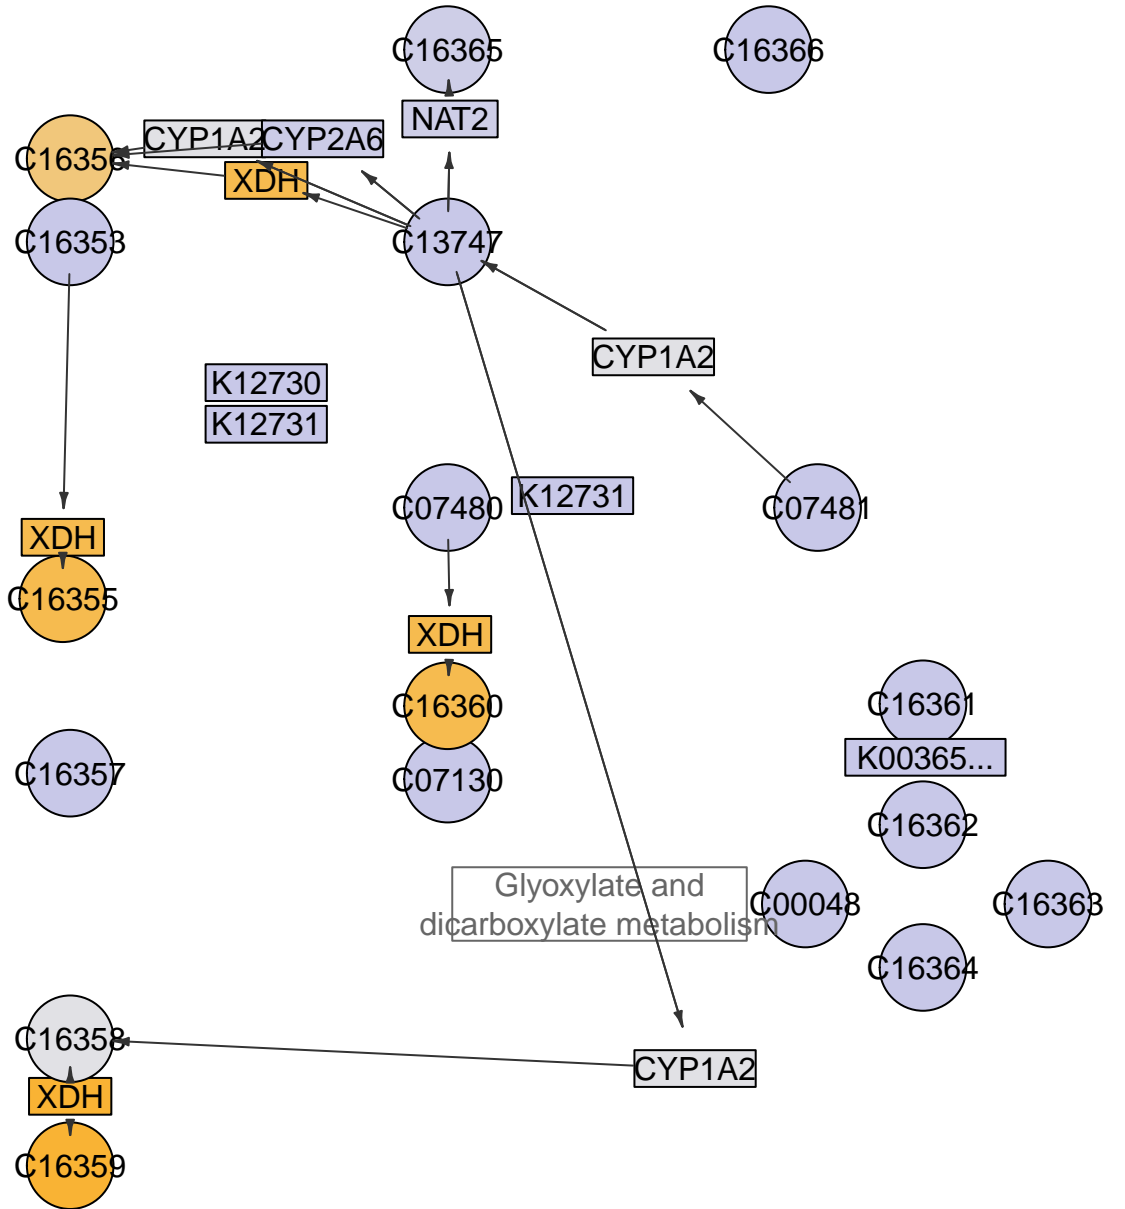 C16365
C16366
NAT2
CYP1A2
CYP2A6
C16356
XDH
C16353
C13747
CYP1A2
K12730
K12731
K12731
C07480
C07481
XDH
C16355
XDH
C16360
C16361
K00365...
C16357
C07130
C16362
Glyoxylate and
dicarboxylate metabolism
C00048
C16363
C16364
C16358
CYP1A2
XDH
C16359